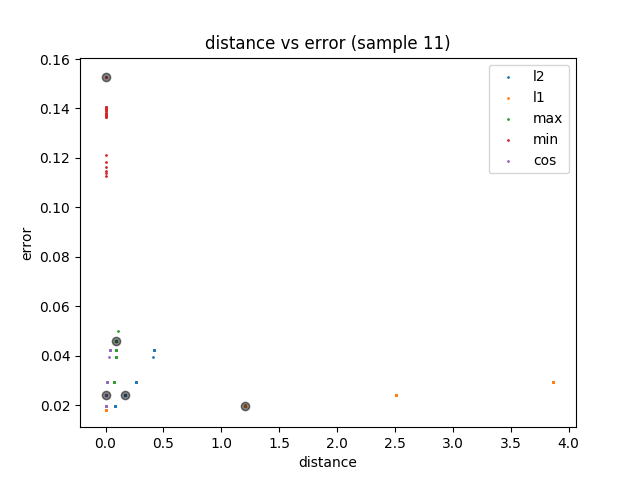 distance vs error (sample 11)
l2
l1
max
min
cos
0.16
0.14
0.12
0.10
0.08
0.06
0.04
0.02
error
0.0 0.5 1.0 1.5 2.0 2.5 3.0 3.5 4.0
distance